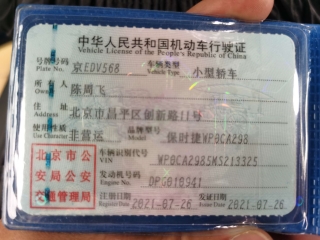 中华人民共和国机动车行驶证
Vehicle License of the People's Republic of China
号牌号码 京EDV568 车辆类型 小型轿车
Plate No. Vehicle Type
所有人 陈周飞
Owner
住址 北京市昌平区创新路11号
Address
使用性质 非营运 品牌型号 保时捷WP0CA298
Use Character Model
北京市公 车辆识别代号 WP0CA2985MS213325
安局公安 VIN
交通管理局 发动机号码
Engine No.
注册日期 2021-07-26 发证日期 2021-07-26
Register Date Issue Date